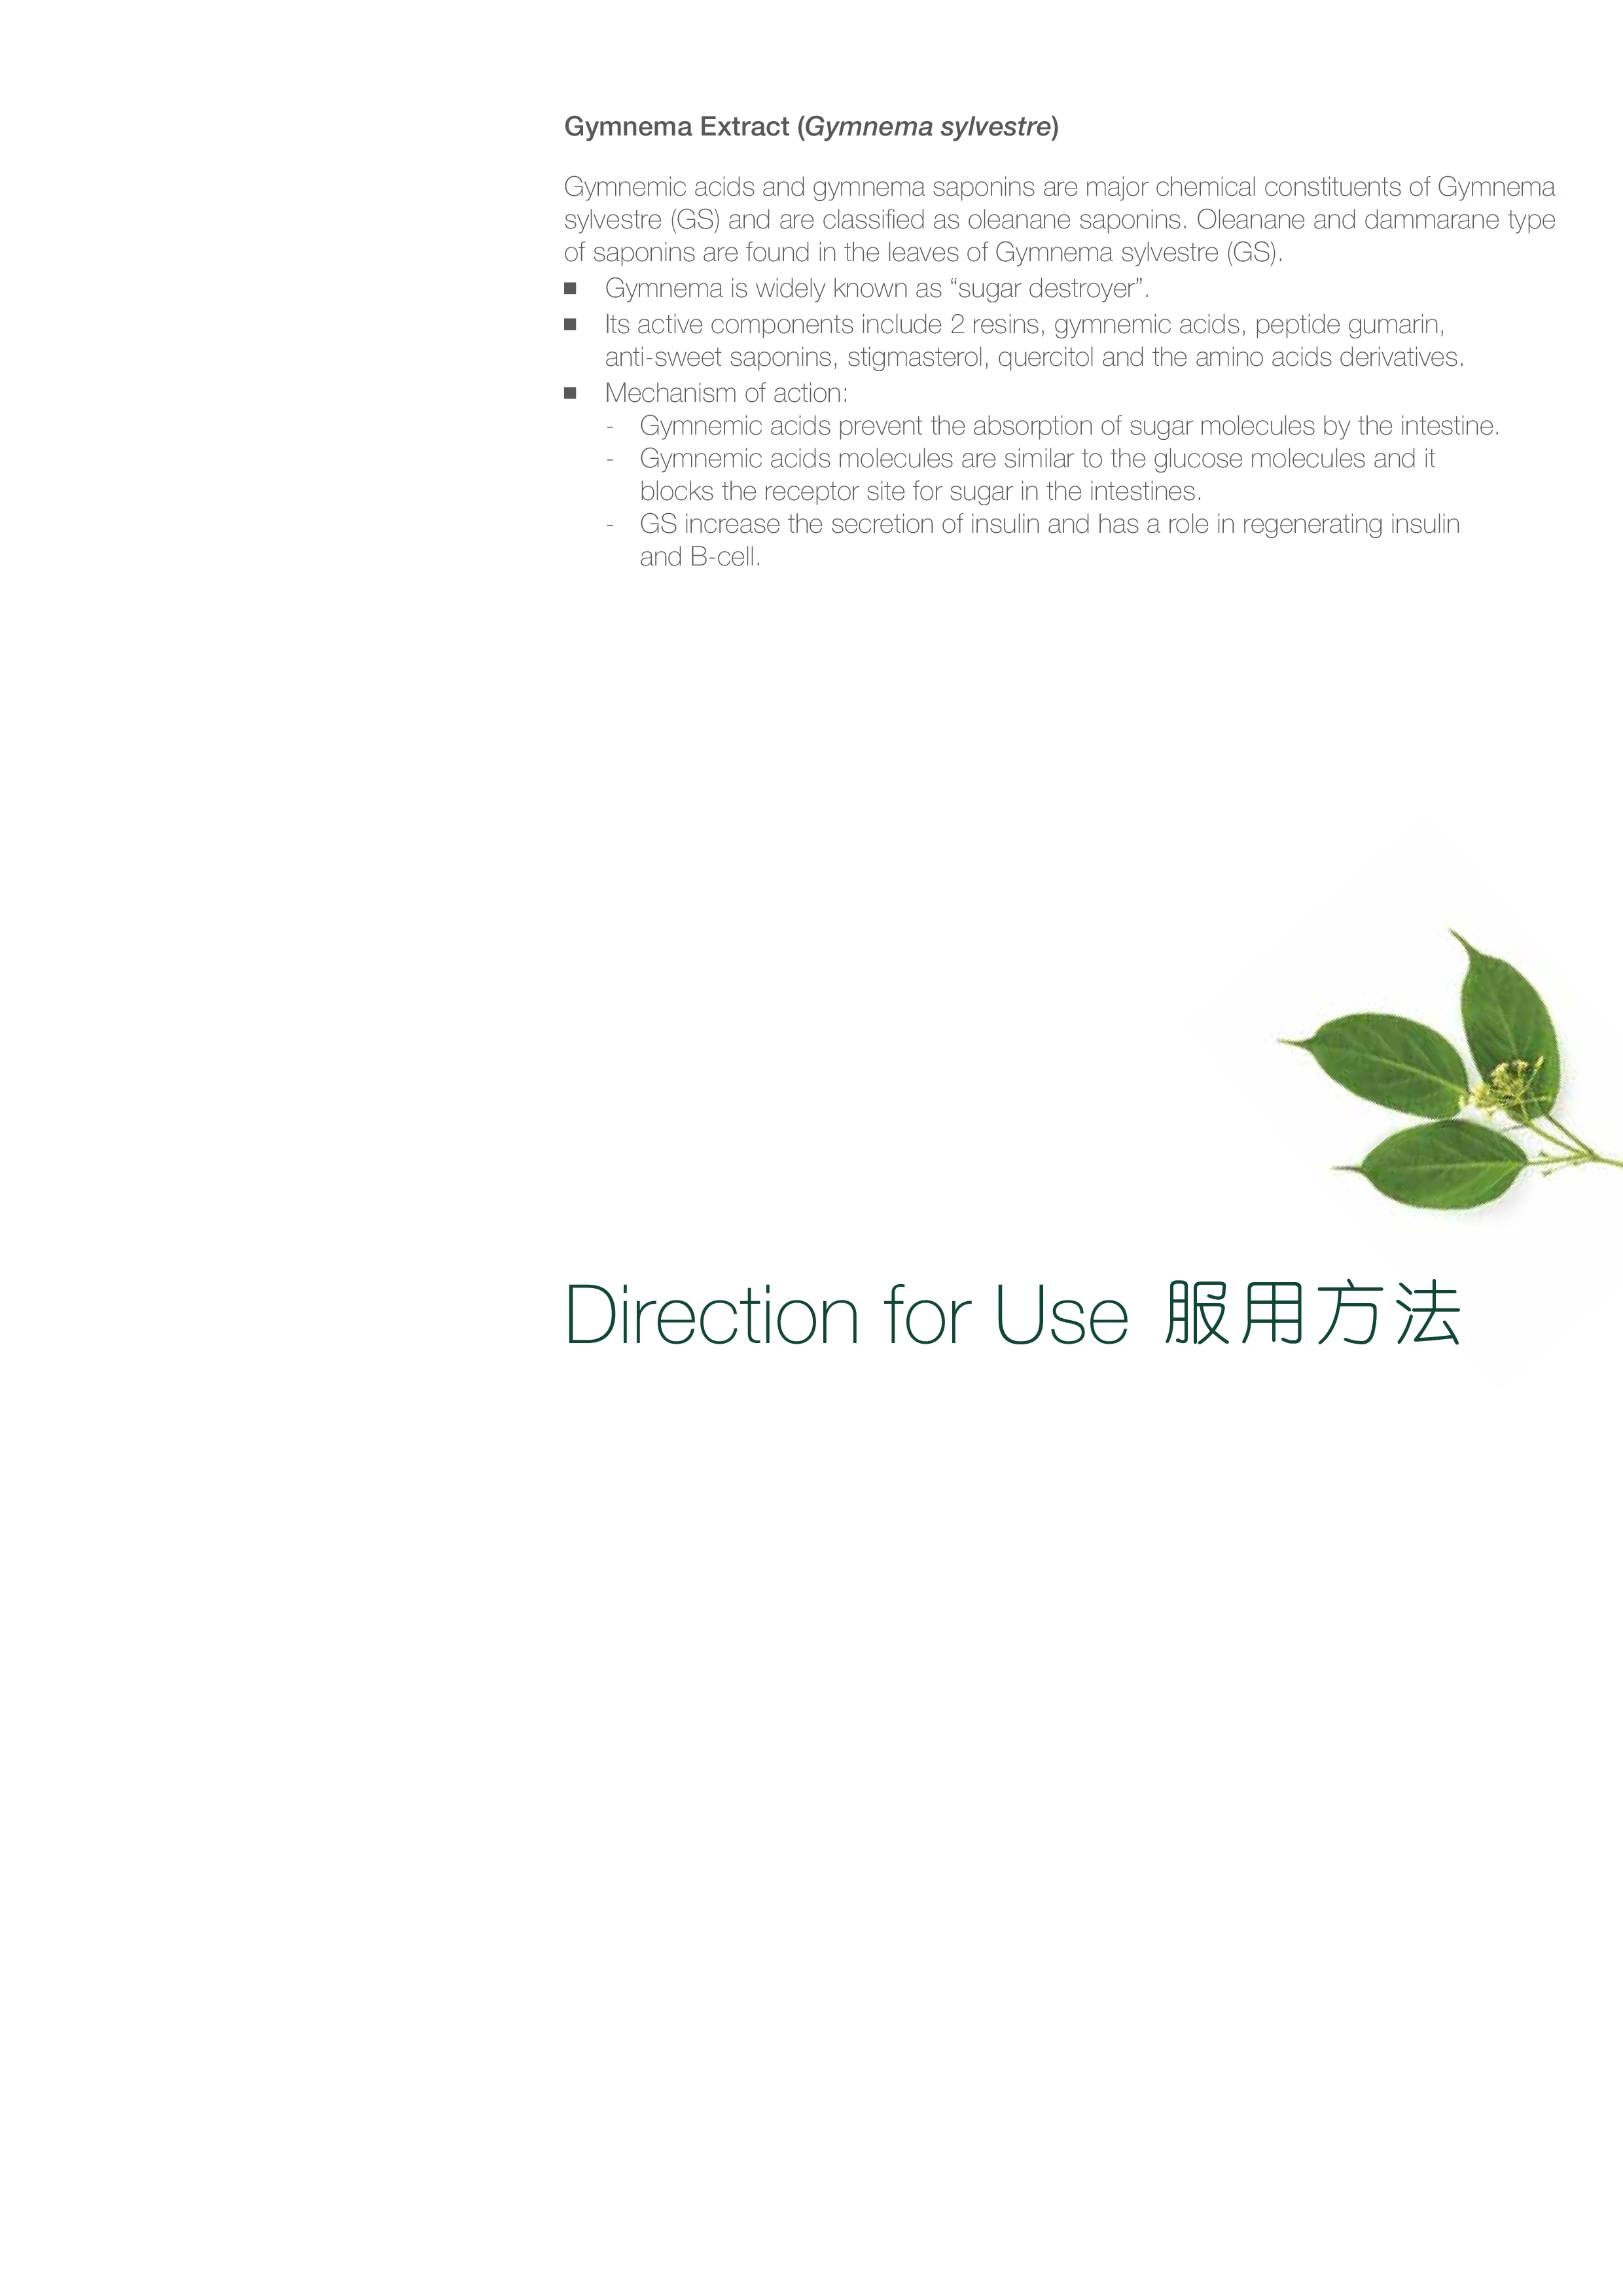 Gymnema Extract (Gymnema sylvestre)
Gymnemic acids and gymnema saponins are major chemical constituents of Gymnema
sylvestre (GS) and are classified as oleanane saponins. Oleanane and dammarane type
of saponins are found in the leaves of Gymnema sylvestre (GS).
■ Gymnema is widely known as “sugar destroyer”.
■ Its active components include 2 resins, gymnemic acids, peptide gumarin,
anti-sweet saponins, stigmasterol, quercitol and the amino acids derivatives.
■ Mechanism of action:
- Gymnemic acids prevent the absorption of sugar molecules by the intestine.
- Gymnemic acids molecules are similar to the glucose molecules and it
blocks the receptor site for sugar in the intestines.
- GS increase the secretion of insulin and has a role in regenerating insulin
and B-cell.
Direction for Use 服用方法